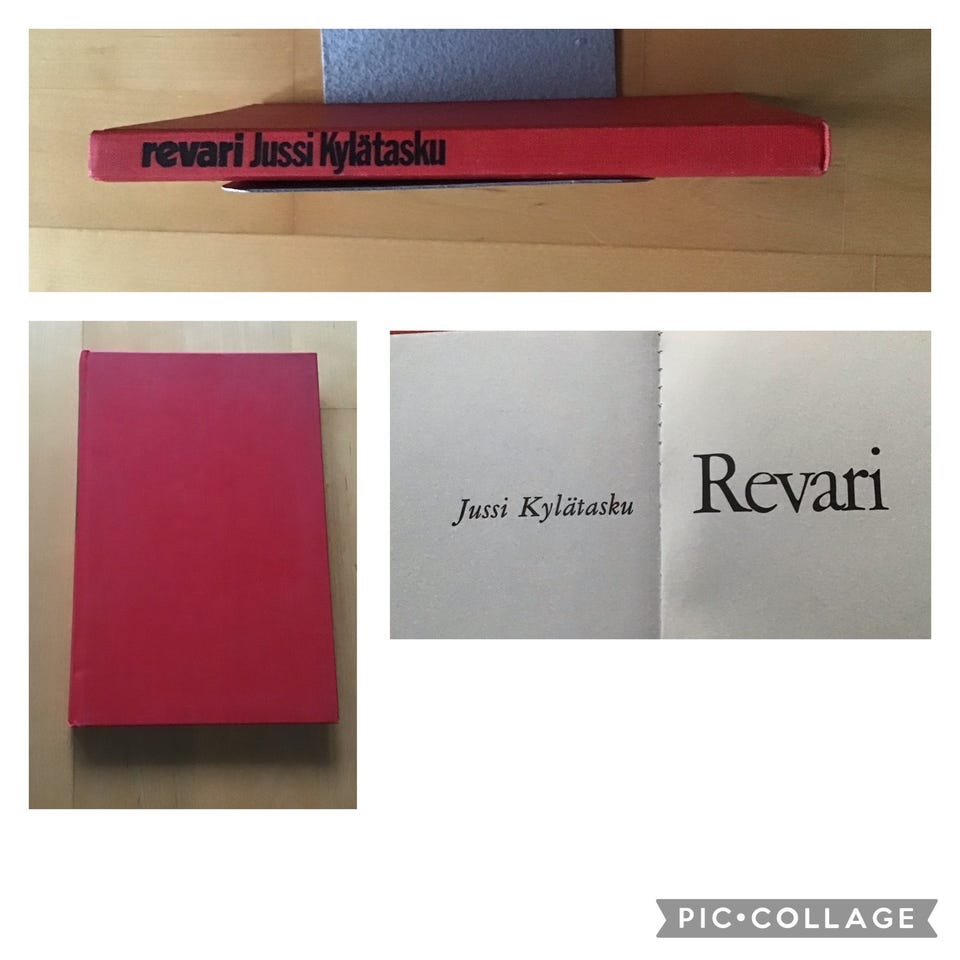 revari Jussi Kylätasku
Jussi Kylätasku
Revari
PIC•COLLAGE